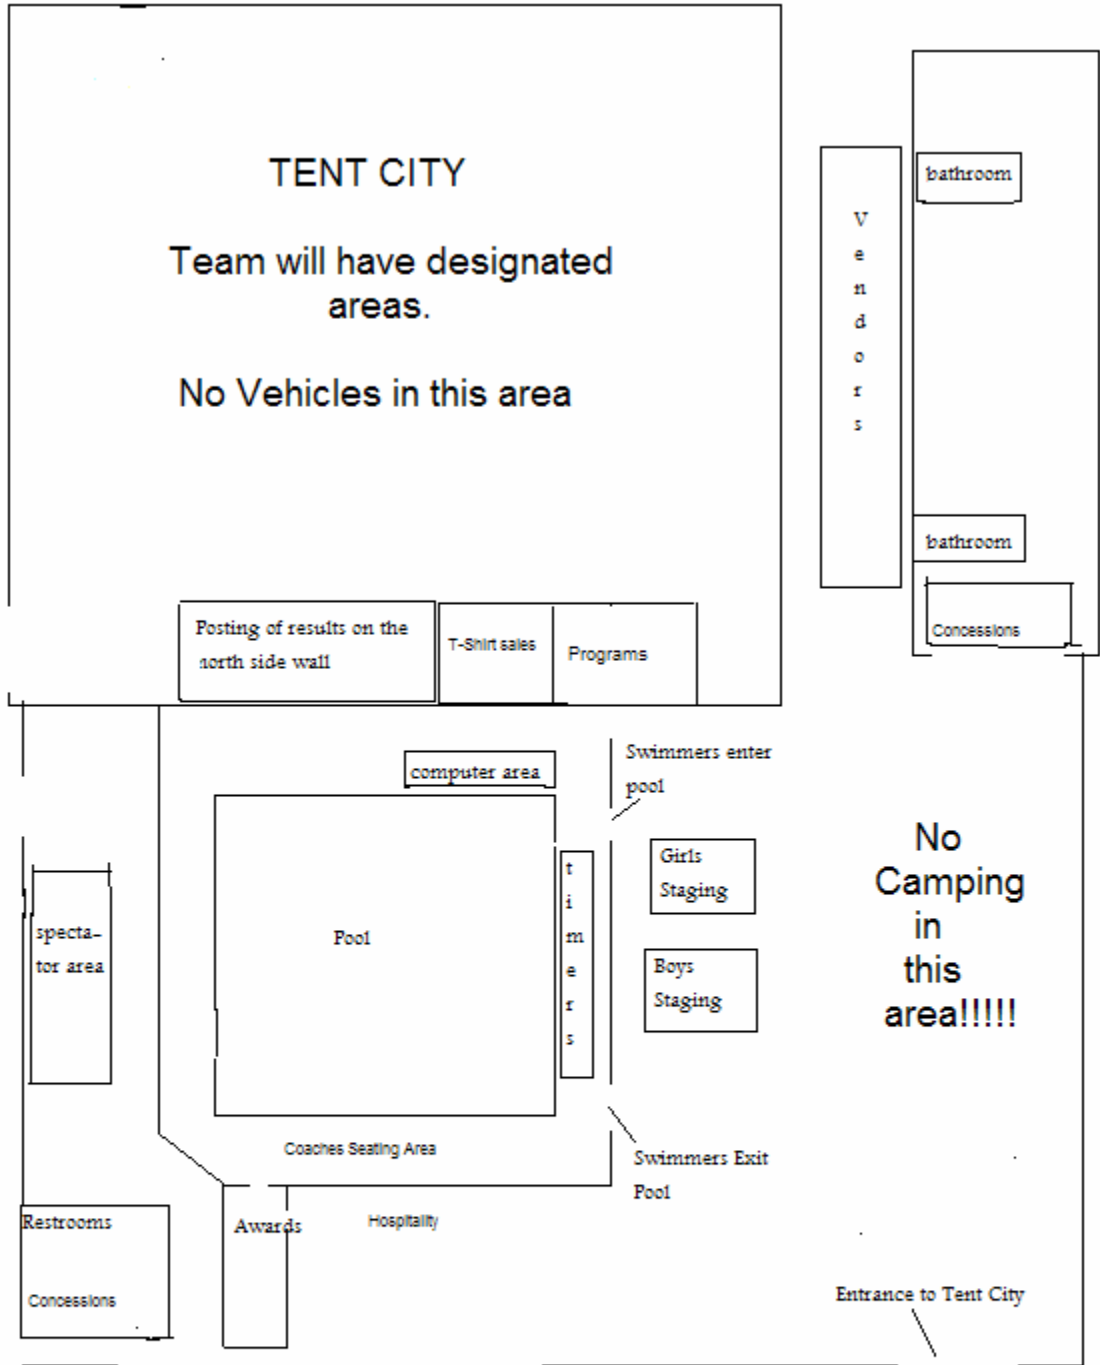 TENT CITY
Team will have designated
areas.
No Vehicles in this area
Vendors
bathroom
bathroom
Concessions
Posting of results on the
north side wall
T-Shirt sales
Programs
computer area
Swimmers enter
pool
Girls
Staging
Boys
Staging
timers
Pool
specta-
tor area
No
Camping
in
this
area!!!!!
Coaches Seating Area
Swimmers Exit
Pool
Restrooms
Concessions
Awards
Hospitality
Entrance to Tent City